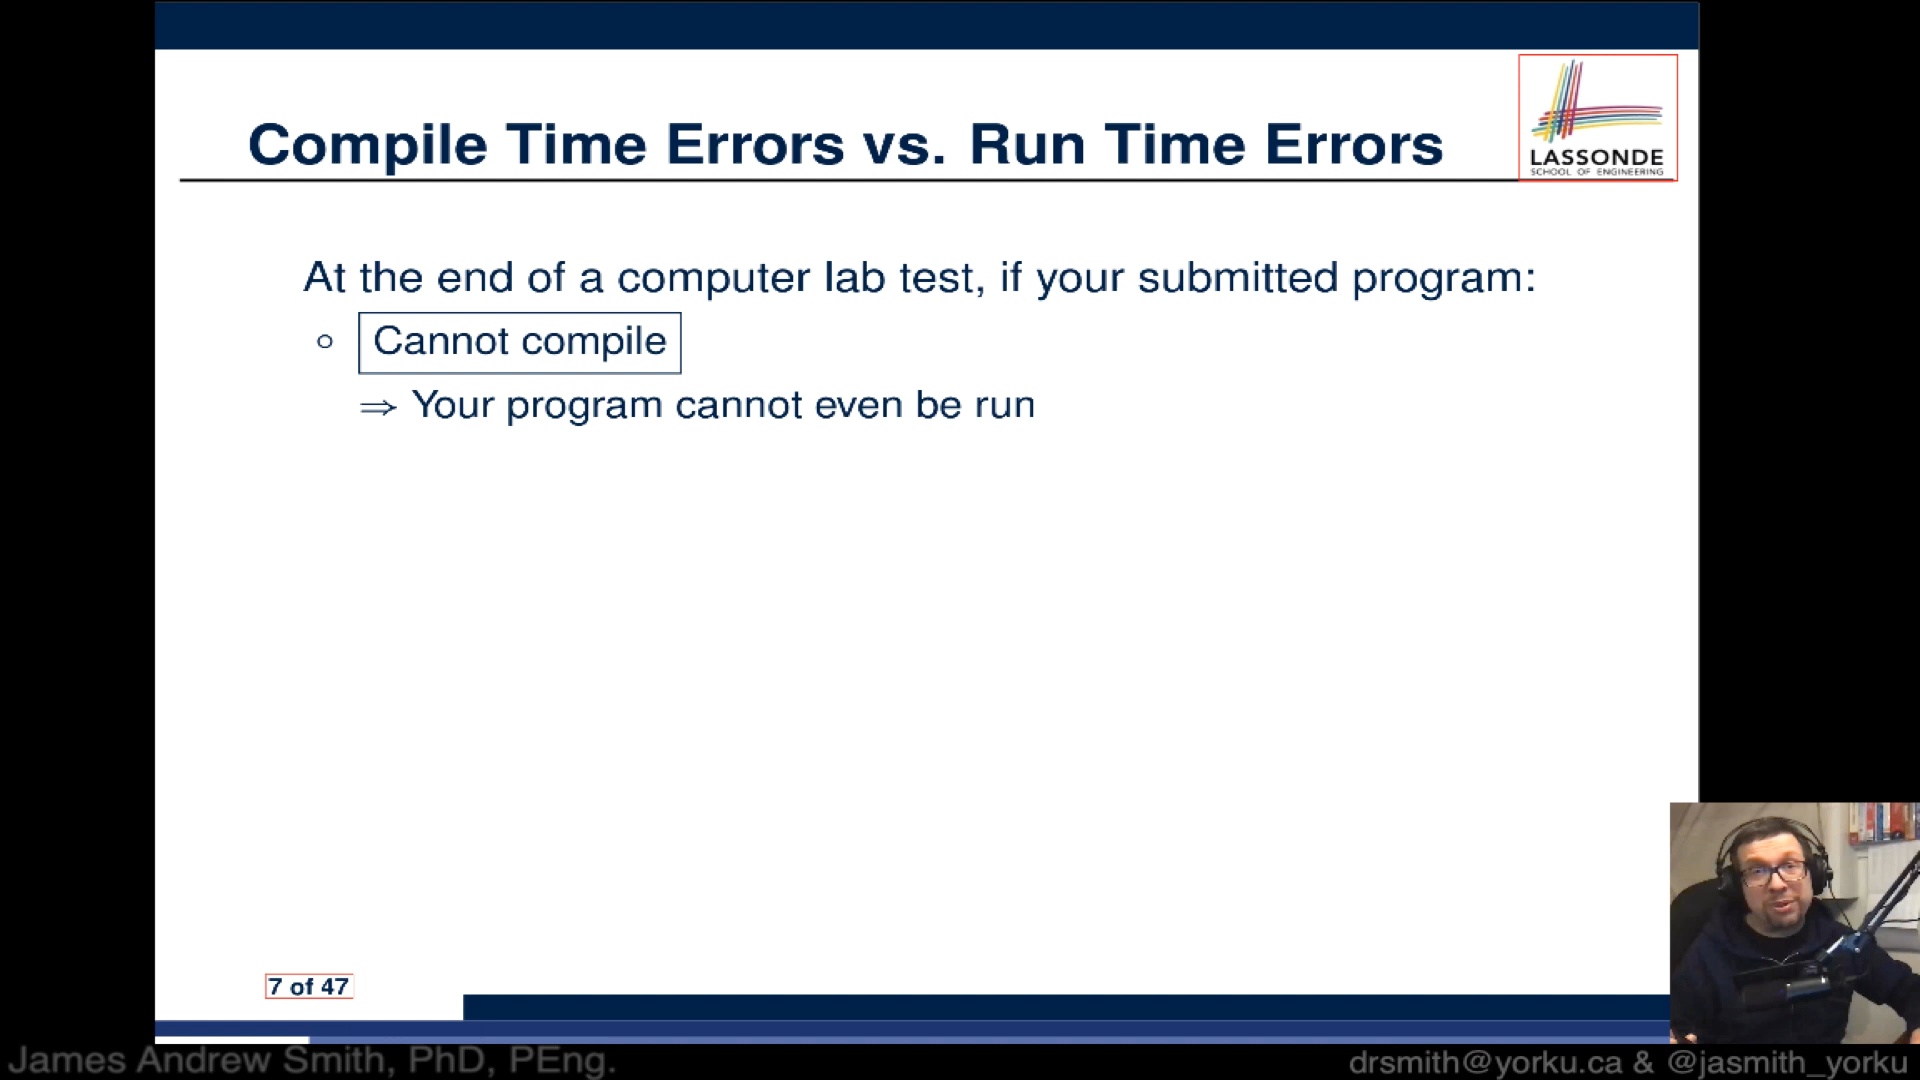 LASSONDE
SCHOOL OF ENGINEERING
Compile Time Errors vs. Run Time Errors
At the end of a computer lab test, if your submitted program:
◦ Cannot compile
⇒ Your program cannot even be run
7 of 47
James Andrew Smith, PhD, PEng.
drsmith@yorku.ca & @jasmith_yorku